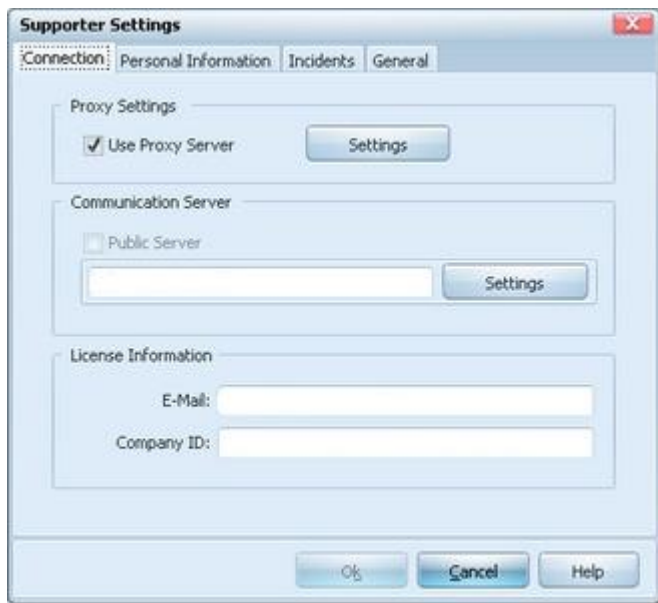 Supporter Settings
Connection Personal Information Incidents General
Proxy Settings
Use Proxy Server Settings
Communication Server
Public Server
Settings
License Information
E-Mail:
Company ID:
Ok Cancel Help